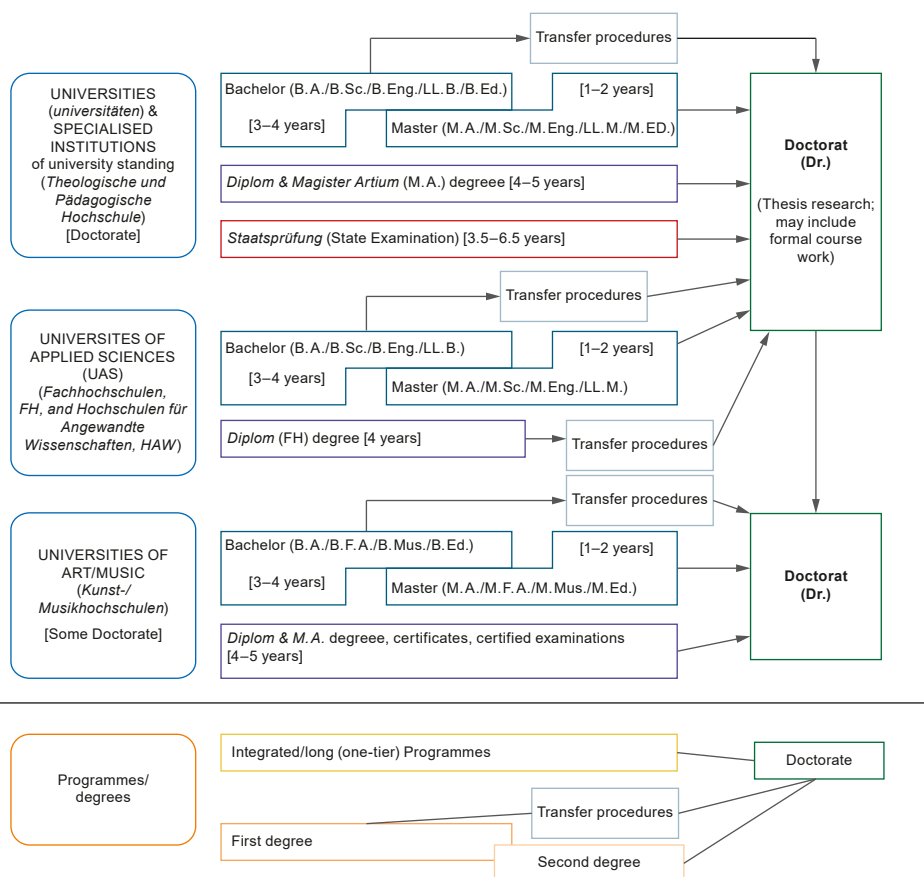 Transfer procedures
UNIVERSITIES
(universitäten) &
SPECIALISED
INSTITUTIONS
of university standing
(Theologische und
Pädagogische
Hochschule)
[Doctorate]
Bachelor (B.A./B.Sc./B.Eng./LL.B./B.Ed.)
[3–4 years]
[1–2 years]
Master (M.A./M.Sc./M.Eng./LL.M./M.ED.)
Diplom & Magister Artium (M.A.) degreee [4–5 years]
Staatsprüfung (State Examination) [3.5–6.5 years]
Doctorat
(Dr.)
(Thesis research;
may include
formal course
work)
Transfer procedures
UNIVERSITES OF
APPLIED SCIENCES
(UAS)
(Fachhochschulen,
FH, and Hochschulen für
Angewandte
Wissenschaften, HAW)
Bachelor (B.A./B.Sc./B.Eng./LL.B.)
[3–4 years]
[1–2 years]
Master (M.A./M.Sc./M.Eng./LL.M.)
Diplom (FH) degree [4 years]
Transfer procedures
Transfer procedures
UNIVERSITIES OF
ART/MUSIC
(Kunst-/
Musikhochschulen)
[Some Doctorate]
Bachelor (B.A./B.F.A./B.Mus./B.Ed.)
[3–4 years]
[1–2 years]
Master (M.A./M.F.A./M.Mus./M.Ed.)
Diplom & M.A. degreee, certificates, certified examinations
[4–5 years]
Doctorat
(Dr.)
Programmes/
degrees
Integrated/long (one-tier) Programmes
Doctorate
Transfer procedures
First degree
Second degree